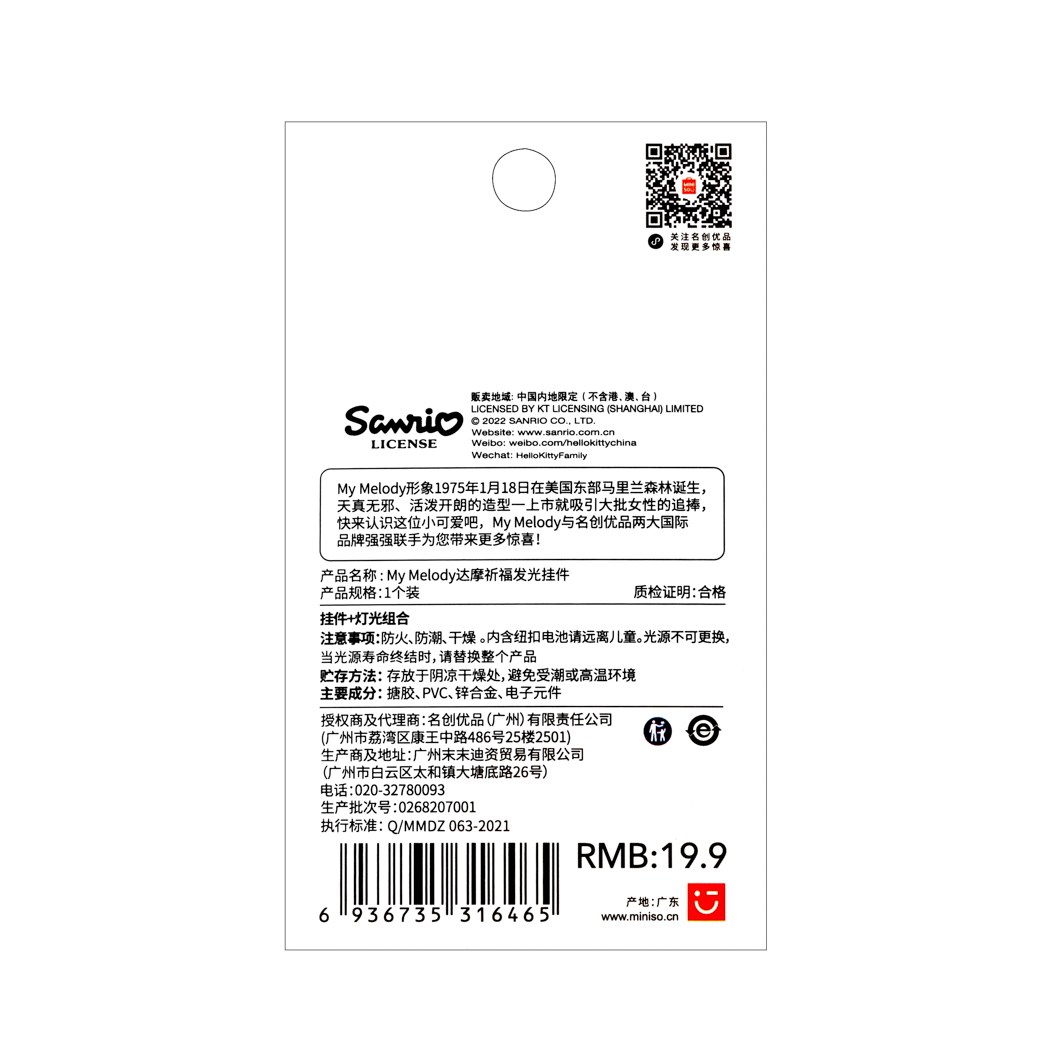 MINI
SO
关注名创优品
发现更多惊喜
贩卖地域: 中国内地限定（不含港、澳、台）
LICENSED BY KT LICENSING (SHANGHAI) LIMITED
© 2022 SANRIO CO., LTD.
Website: www.sanrio.com.cn
Weibo: weibo.com/hellokittychina
Wechat: HelloKittyFamily
Sanrio
LICENSE
My Melody形象1975年1月18日在美国东部马里兰森林诞生，
天真无邪、活泼开朗的造型一上市就吸引大批女性的追捧，
快来认识这位小可爱吧，My Melody与名创优品两大国际
品牌强强联手为您带来更多惊喜！
产品名称：My Melody达摩祈福发光挂件
产品规格：1个装
质检证明：合格
挂件+灯光组合
注意事项：防火、防潮、干燥。内含纽扣电池请远离儿童。光源不可更换，
当光源寿命终结时，请替换整个产品
贮存方法：存放于阴凉干燥处，避免受潮或高温环境
主要成分：搪胶、PVC、锌合金、电子元件
授权商及代理商：名创优品（广州）有限责任公司
(广州市荔湾区康王中路486号25楼2501)
生产商及地址：广州末末迪资贸易有限公司
（广州市白云区太和镇大塘底路26号）
电话：020-32780093
生产批次号：0268207001
执行标准：Q/MMDZ 063-2021
RMB:19.9
6 936735 316465
产地：广东
www.miniso.cn